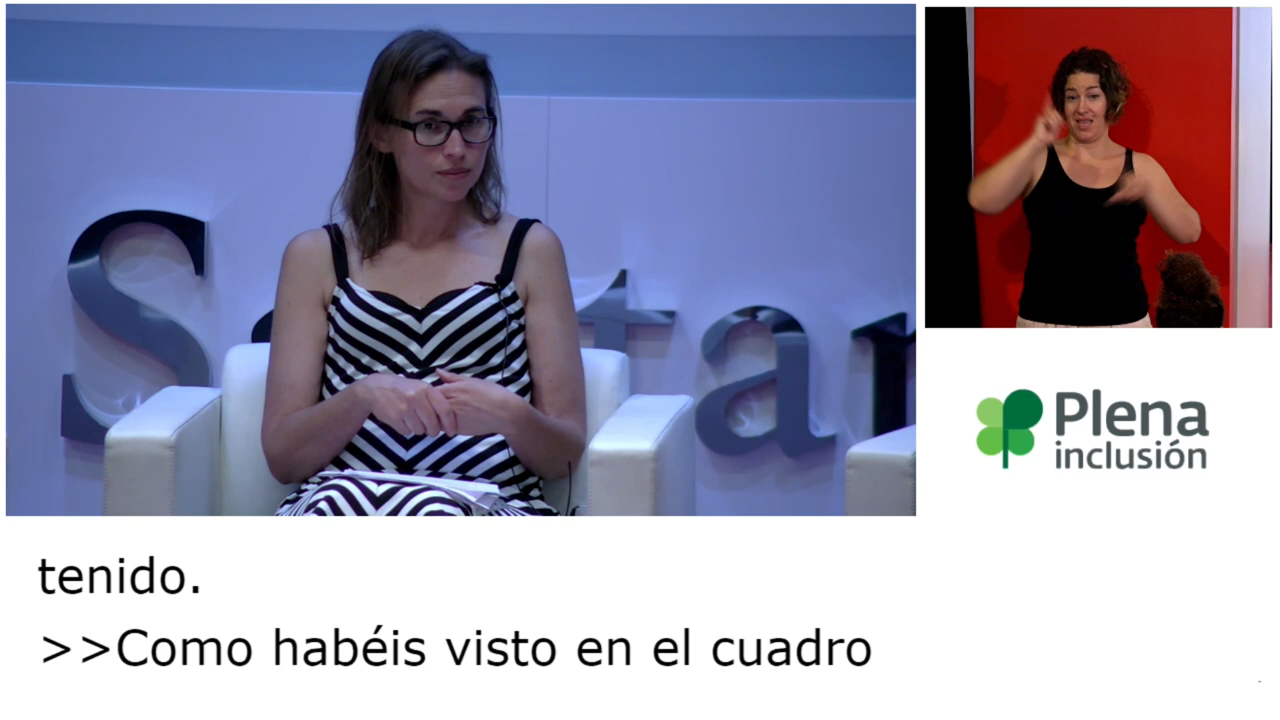 Plena
inclusión
tenido.
>>Como habéis visto en el cuadro